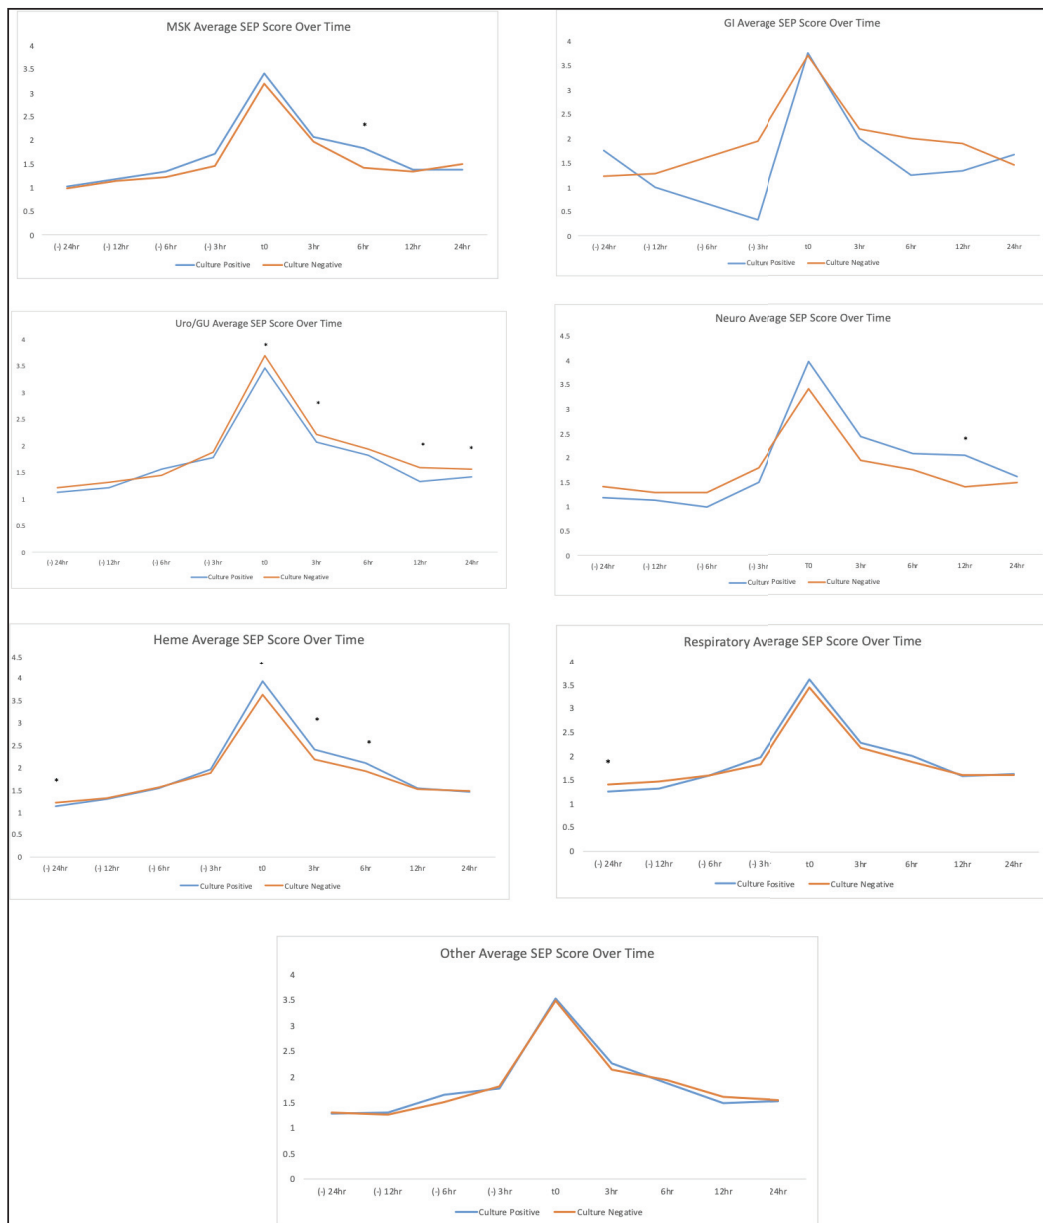 MSK Average SEP Score Over Time
4
3.5
3
2.5
2
1.5
1
0.5
0
*
(-) 24hr (-) 12hr (-) 6hr (-) 3hr t0 3hr 6hr 12hr 24hr
Culture Positive Culture Negative
GI Average SEP Score Over Time
4
3.5
3
2.5
2
1.5
1
0.5
0
(-) 24hr (-) 12hr (-) 6hr (-) 3hr t0 3hr 6hr 12hr 24hr
Culture Positive Culture Negative
Uro/GU Average SEP Score Over Time
4
3.5
3
2.5
2
1.5
1
0.5
0
* * * *
(-) 24hr (-) 12hr (-) 6hr (-) 3hr t0 3hr 6hr 12hr 24hr
Culture Positive Culture Negative
Neuro Average SEP Score Over Time
4.5
4
3.5
3
2.5
2
1.5
1
0.5
0
*
(-) 24hr (-) 12hr (-) 6hr (-) 3hr T0 3hr 6hr 12hr 24hr
Culture Positive Culture Negative
Heme Average SEP Score Over Time
4.5
4
3.5
3
2.5
2
1.5
1
0.5
0
* * * *
(-) 24hr (-) 12hr (-) 6hr (-) 3hr t0 3hr 6hr 12hr 24hr
Culture Positive Culture Negative
Respiratory Average SEP Score Over Time
4
3.5
3
2.5
2
1.5
1
0.5
0
*
(-) 24hr (-) 12hr (-) 6hr (-) 3hr t0 3hr 6hr 12hr 24hr
Culture Positive Culture Negative
Other Average SEP Score Over Time
4
3.5
3
2.5
2
1.5
1
0.5
0
(-) 24hr (-) 12hr (-) 6hr (-) 3hr t0 3hr 6hr 12hr 24hr
Culture Positive Culture Negative